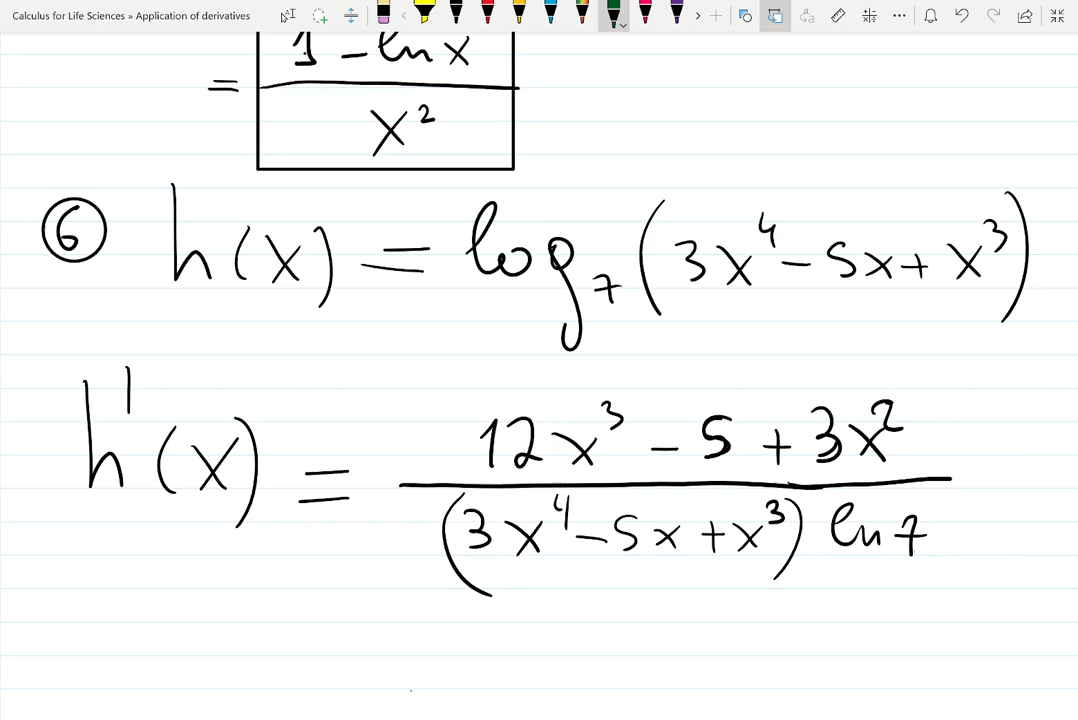 Calculus for Life Sciences » Application of derivatives
1 - ln x
=
x²
⑥ h(x) = log₇(3x⁴ - 5x + x³)
12x³ - 5 + 3x²
h'(x) =
(3x⁴ - 5x + x³) ln 7